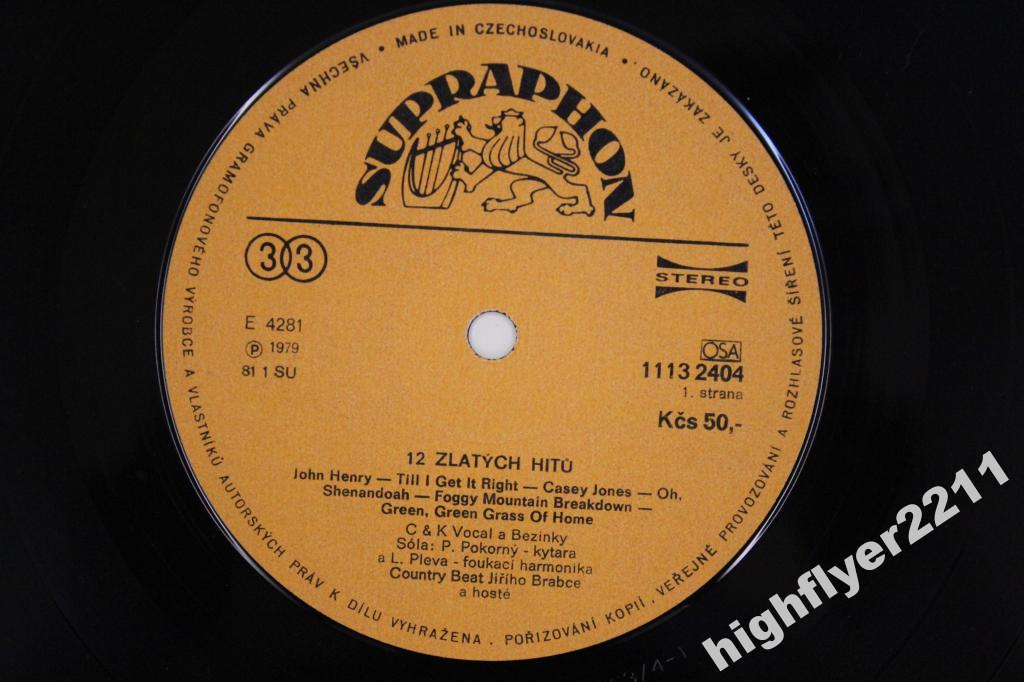 VŠECHNA PRÁVA GRAMOFONOVÉHO VÝROBCE A VLASTNÍKŮ AUTORSKÝCH PRÁV K DÍLU VYHRAŽENA . POŘIZOVÁNÍ KOPIÍ , VEŘEJNÉ PROVOZOVÁNÍ A ROZHLASOVÉ ŠÍŘENÍ TÉTO DESKY JE ZAKÁZÁNO .
• MADE IN CZECHOSLOVAKIA •
SUPRAPHON
33
STEREO
E 4281
Ⓟ 1979
81 1 SU
OSA
1113 2404
1. strana
Kčs 50,-
12 ZLATÝCH HITŮ
John Henry — Till I Get It Right — Casey Jones — Oh,
Shenandoah — Foggy Mountain Breakdown —
Green, Green Grass Of Home
C & K Vocal a Bezinky
Sóla: P. Pokorný - kytara
a L. Pleva - foukací harmonika
Country Beat Jiřího Brabce
a hosté
highflyer2211